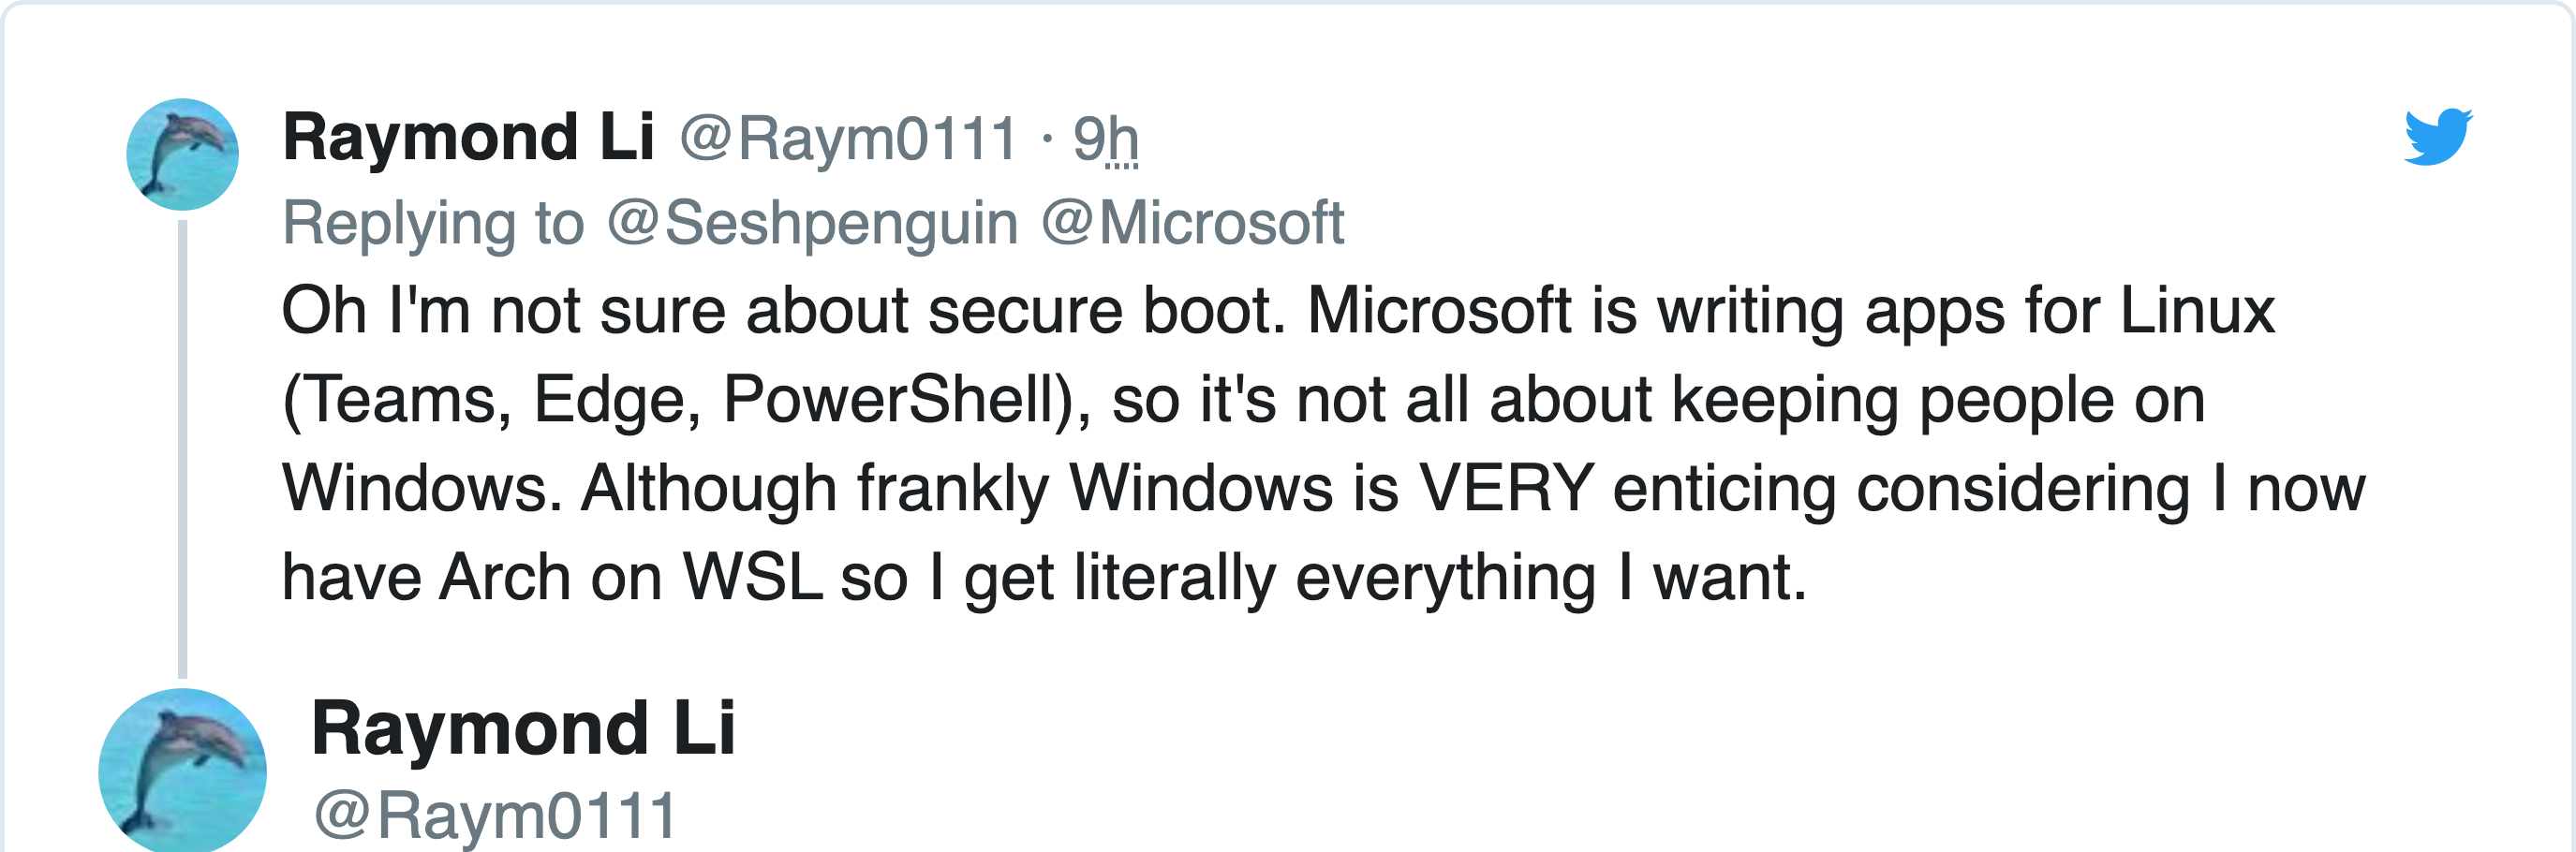 Raymond Li @Raym0111 · 9h
Replying to @Seshpenguin @Microsoft
Oh I'm not sure about secure boot. Microsoft is writing apps for Linux
(Teams, Edge, PowerShell), so it's not all about keeping people on
Windows. Although frankly Windows is VERY enticing considering I now
have Arch on WSL so I get literally everything I want.
Raymond Li
@Raym0111